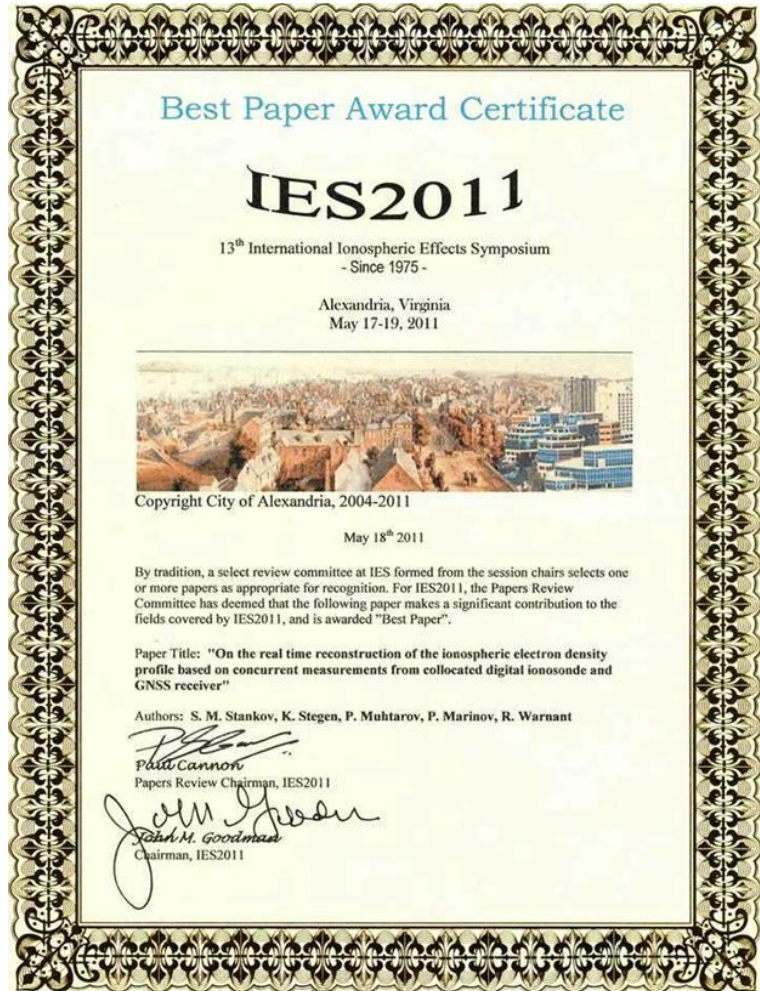 Best Paper Award Certificate
IES2011
13th International Ionospheric Effects Symposium
- Since 1975 -
Alexandria, Virginia
May 17-19, 2011
Copyright City of Alexandria, 2004-2011
May 18th 2011
By tradition, a select review committee at IES formed from the session chairs selects one
or more papers as appropriate for recognition. For IES2011, the Papers Review
Committee has deemed that the following paper makes a significant contribution to the
fields covered by IES2011, and is awarded "Best Paper".
Paper Title: "On the real time reconstruction of the ionospheric electron density
profile based on concurrent measurements from collocated digital ionosonde and
GNSS receiver"
Authors: S. M. Stankov, K. Stegen, P. Muhtarov, P. Marinov, R. Warnant
Paul Cannon
Papers Review Chairman, IES2011
John Goodman
John M. Goodman
Chairman, IES2011